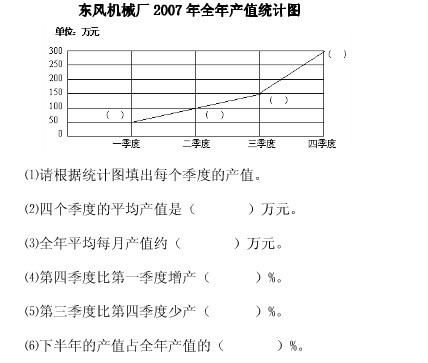 东风机械厂 2007 年全年产值统计图
单位：万元
300
250
200
150
100
50
0
（ ）
（ ）
（ ）
（ ）
一季度 二季度 三季度 四季度
⑴请根据统计图填出每个季度的产值。
⑵四个季度的平均产值是（ ）万元。
⑶全年平均每月产值约（ ）万元。
⑷第四季度比第一季度增产（ ）%。
⑸第三季度比第四季度少产（ ）%。
⑹下半年的产值占全年产值的（ ）%。